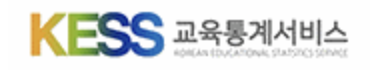 KESS 교육통계서비스
KOREAN EDUCATIONAL STATISTICS SERVICE